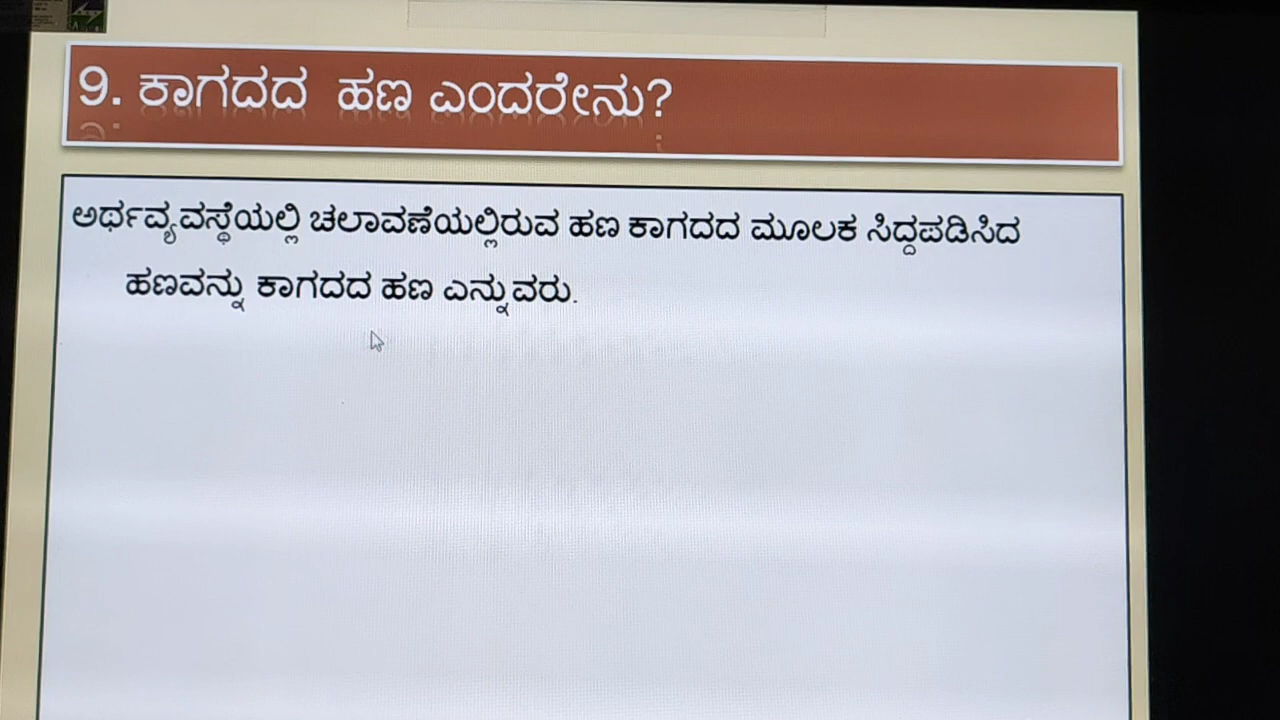 9. ಕಾಗದದ ಹಣ ಎಂದರೇನು?
ಅರ್ಥವ್ಯವಸ್ಥೆಯಲ್ಲಿ ಚಲಾವಣೆಯಲ್ಲಿರುವ ಹಣ ಕಾಗದದ ಮೂಲಕ ಸಿದ್ದಪಡಿಸಿದ
ಹಣವನ್ನು ಕಾಗದದ ಹಣ ಎನ್ನುವರು.